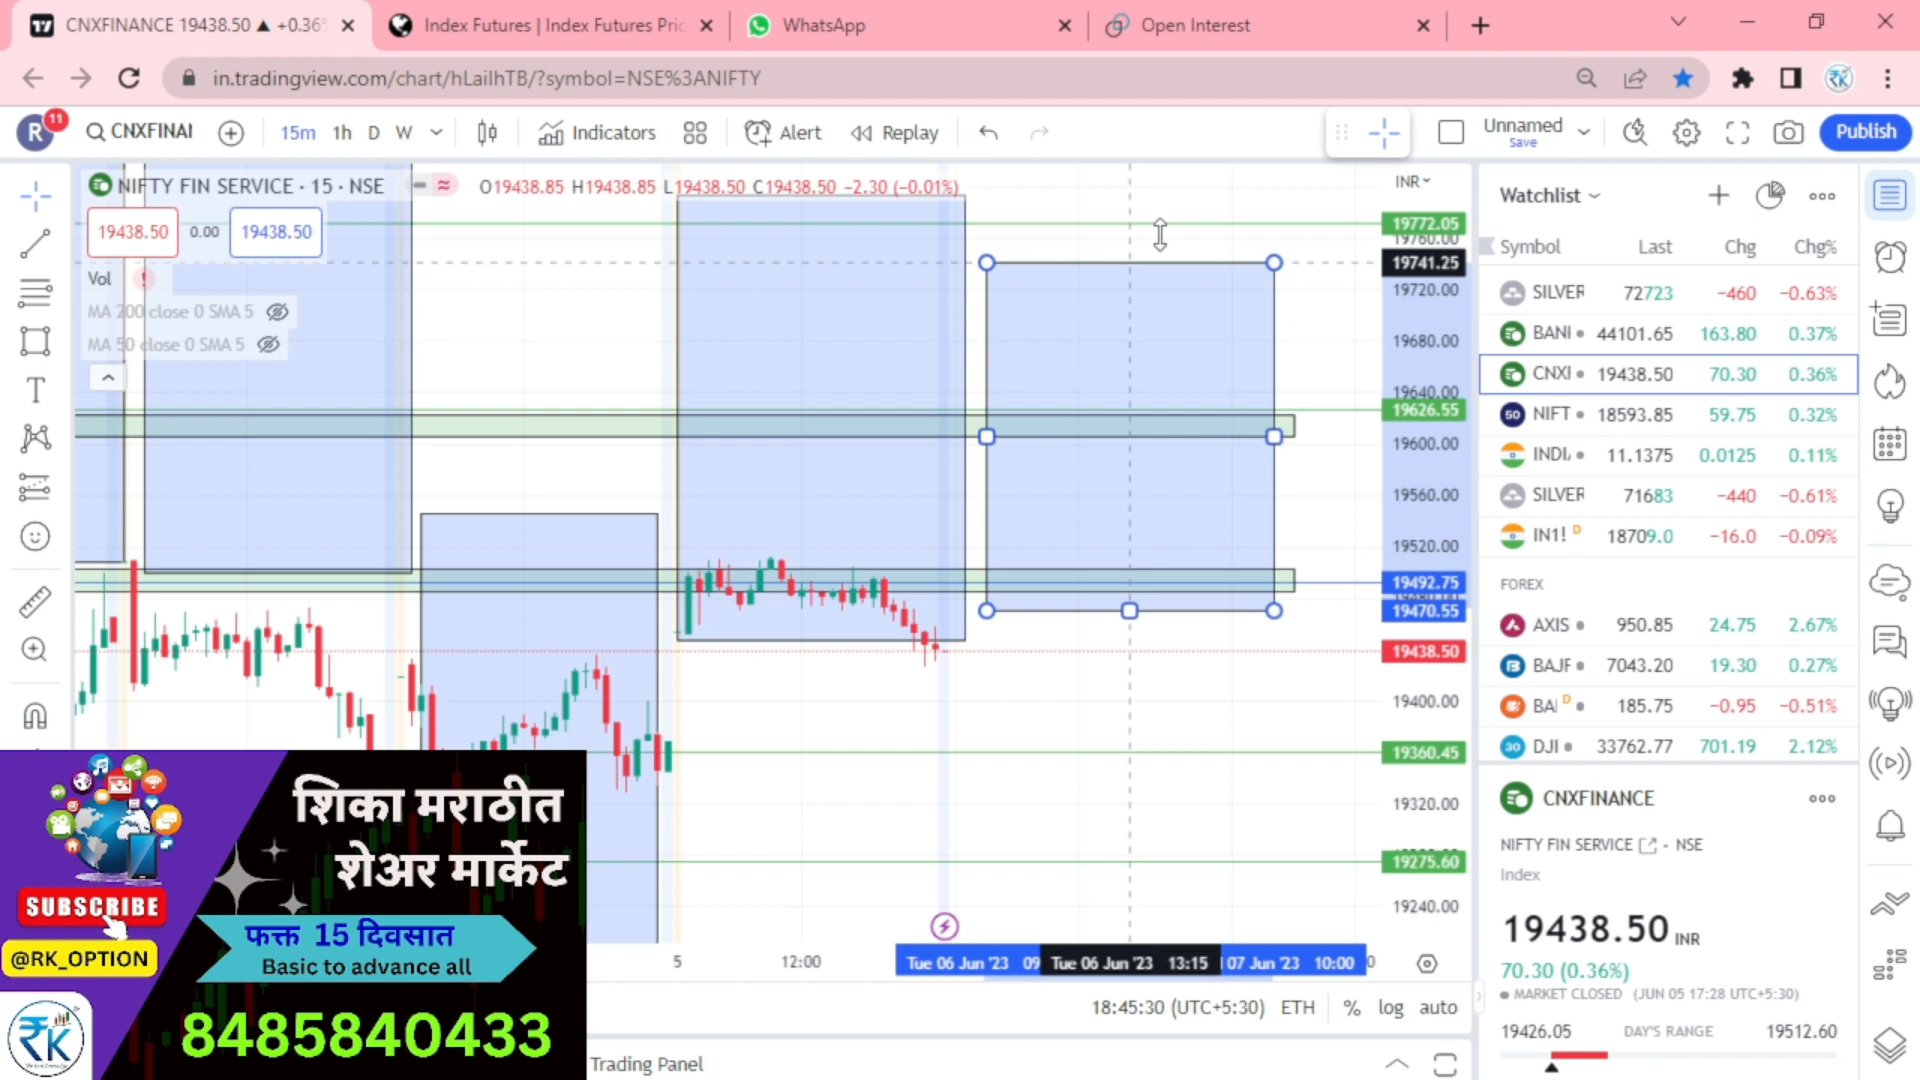 CNXFINANCE 19438.50 ▲ +0.36
Index Futures | Index Futures Pric
WhatsApp
Open Interest
in.tradingview.com/chart/hLaiIhTB/?symbol=NSE%3ANIFTY
R 11
CNXFINAI
15m 1h D W
Indicators
Alert
Replay
Unnamed
Save
Publish
NIFTY FIN SERVICE · 15 · NSE
O19438.85 H19438.85 L19438.50 C19438.50 −2.30 (−0.01%)
19438.50 0.00 19438.50
Vol
MA 200 close 0 SMA 5
MA 50 close 0 SMA 5
INR
19772.05
19760.00
19741.25
19720.00
19680.00
19640.00
19626.55
19600.00
19560.00
19520.00
19492.75
19470.55
19438.50
19400.00
19360.45
19320.00
19275.60
19240.00
5 12:00 Tue 06 Jun '23 09 Tue 06 Jun '23 13:15 07 Jun '23 10:00 0
18:45:30 (UTC+5:30) ETH % log auto
Trading Panel
Watchlist
Symbol Last Chg Chg%
SILVER 72723 −460 −0.63%
BANI 44101.65 163.80 0.37%
CNXI 19438.50 70.30 0.36%
50 NIFT 18593.85 59.75 0.32%
INDI 11.1375 0.0125 0.11%
SILVER 71683 −440 −0.61%
IN1! D 18709.0 −16.0 −0.09%
FOREX
AXIS 950.85 24.75 2.67%
BAJF 7043.20 19.30 0.27%
BAI D 185.75 −0.95 −0.51%
30 DJI 33762.77 701.19 2.12%
CNXFINANCE
NIFTY FIN SERVICE · NSE
Index
19438.50 INR
70.30 (0.36%)
MARKET CLOSED (JUN 05 17:28 UTC+5:30)
19426.05 DAY'S RANGE 19512.60
शिका मराठीत
शेअर मार्केट
SUBSCRIBE
@RK_OPTION
फक्त 15 दिवसात
Basic to advance all
8485840433
₹K